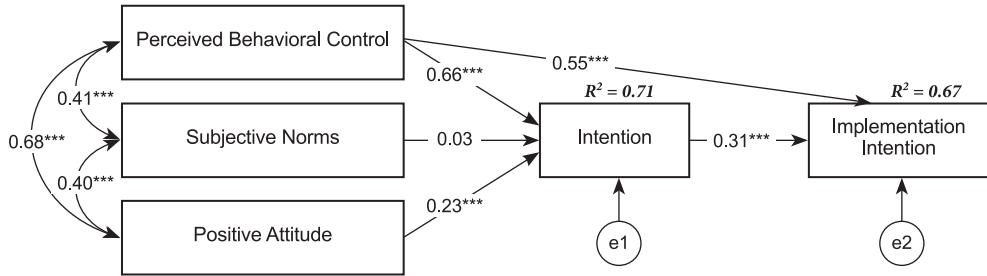 Perceived Behavioral Control
0.55***
0.66***
R² = 0.71
R² = 0.67
0.41***
Subjective Norms
0.03
Intention
0.31***
Implementation
Intention
0.68***
0.40***
0.23***
Positive Attitude
e1
e2